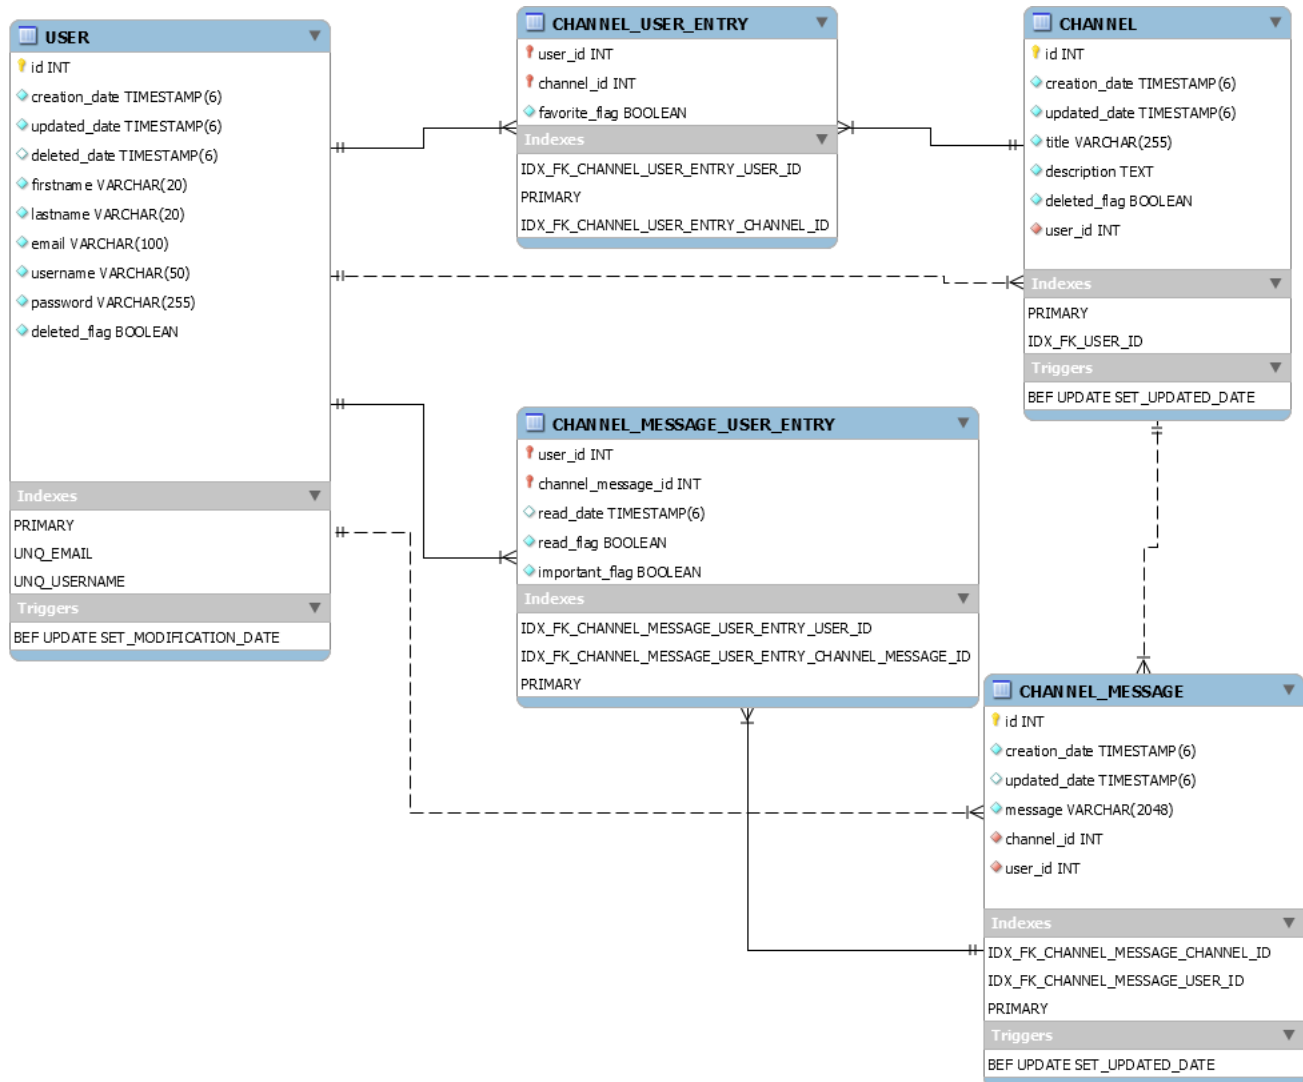 USER
id INT
creation_date TIMESTAMP(6)
updated_date TIMESTAMP(6)
deleted_date TIMESTAMP(6)
firstname VARCHAR(20)
lastname VARCHAR(20)
email VARCHAR(100)
username VARCHAR(50)
password VARCHAR(255)
deleted_flag BOOLEAN
Indexes
PRIMARY
UNQ_EMAIL
UNQ_USERNAME
Triggers
BEF UPDATE SET_MODIFICATION_DATE
CHANNEL_USER_ENTRY
user_id INT
channel_id INT
favorite_flag BOOLEAN
Indexes
IDX_FK_CHANNEL_USER_ENTRY_USER_ID
PRIMARY
IDX_FK_CHANNEL_USER_ENTRY_CHANNEL_ID
CHANNEL
id INT
creation_date TIMESTAMP(6)
updated_date TIMESTAMP(6)
title VARCHAR(255)
description TEXT
deleted_flag BOOLEAN
user_id INT
Indexes
PRIMARY
IDX_FK_USER_ID
Triggers
BEF UPDATE SET_UPDATED_DATE
CHANNEL_MESSAGE_USER_ENTRY
user_id INT
channel_message_id INT
read_date TIMESTAMP(6)
read_flag BOOLEAN
important_flag BOOLEAN
Indexes
IDX_FK_CHANNEL_MESSAGE_USER_ENTRY_USER_ID
IDX_FK_CHANNEL_MESSAGE_USER_ENTRY_CHANNEL_MESSAGE_ID
PRIMARY
CHANNEL_MESSAGE
id INT
creation_date TIMESTAMP(6)
updated_date TIMESTAMP(6)
message VARCHAR(2048)
channel_id INT
user_id INT
Indexes
IDX_FK_CHANNEL_MESSAGE_CHANNEL_ID
IDX_FK_CHANNEL_MESSAGE_USER_ID
PRIMARY
Triggers
BEF UPDATE SET_UPDATED_DATE